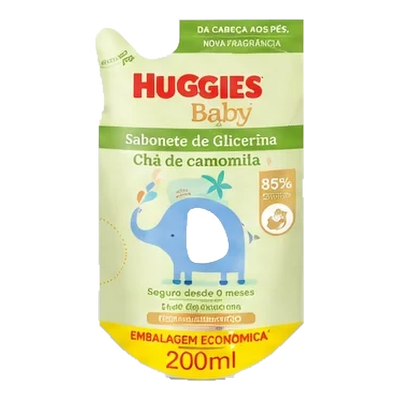 DA CABEÇA AOS PÉS,
NOVA FRAGRÂNCIA
HUGGIES
Baby
Sabonete de Glicerina
Chá de camomila
85%
Seguro desde 0 meses
EMBALAGEM ECONÔMICA
200ml